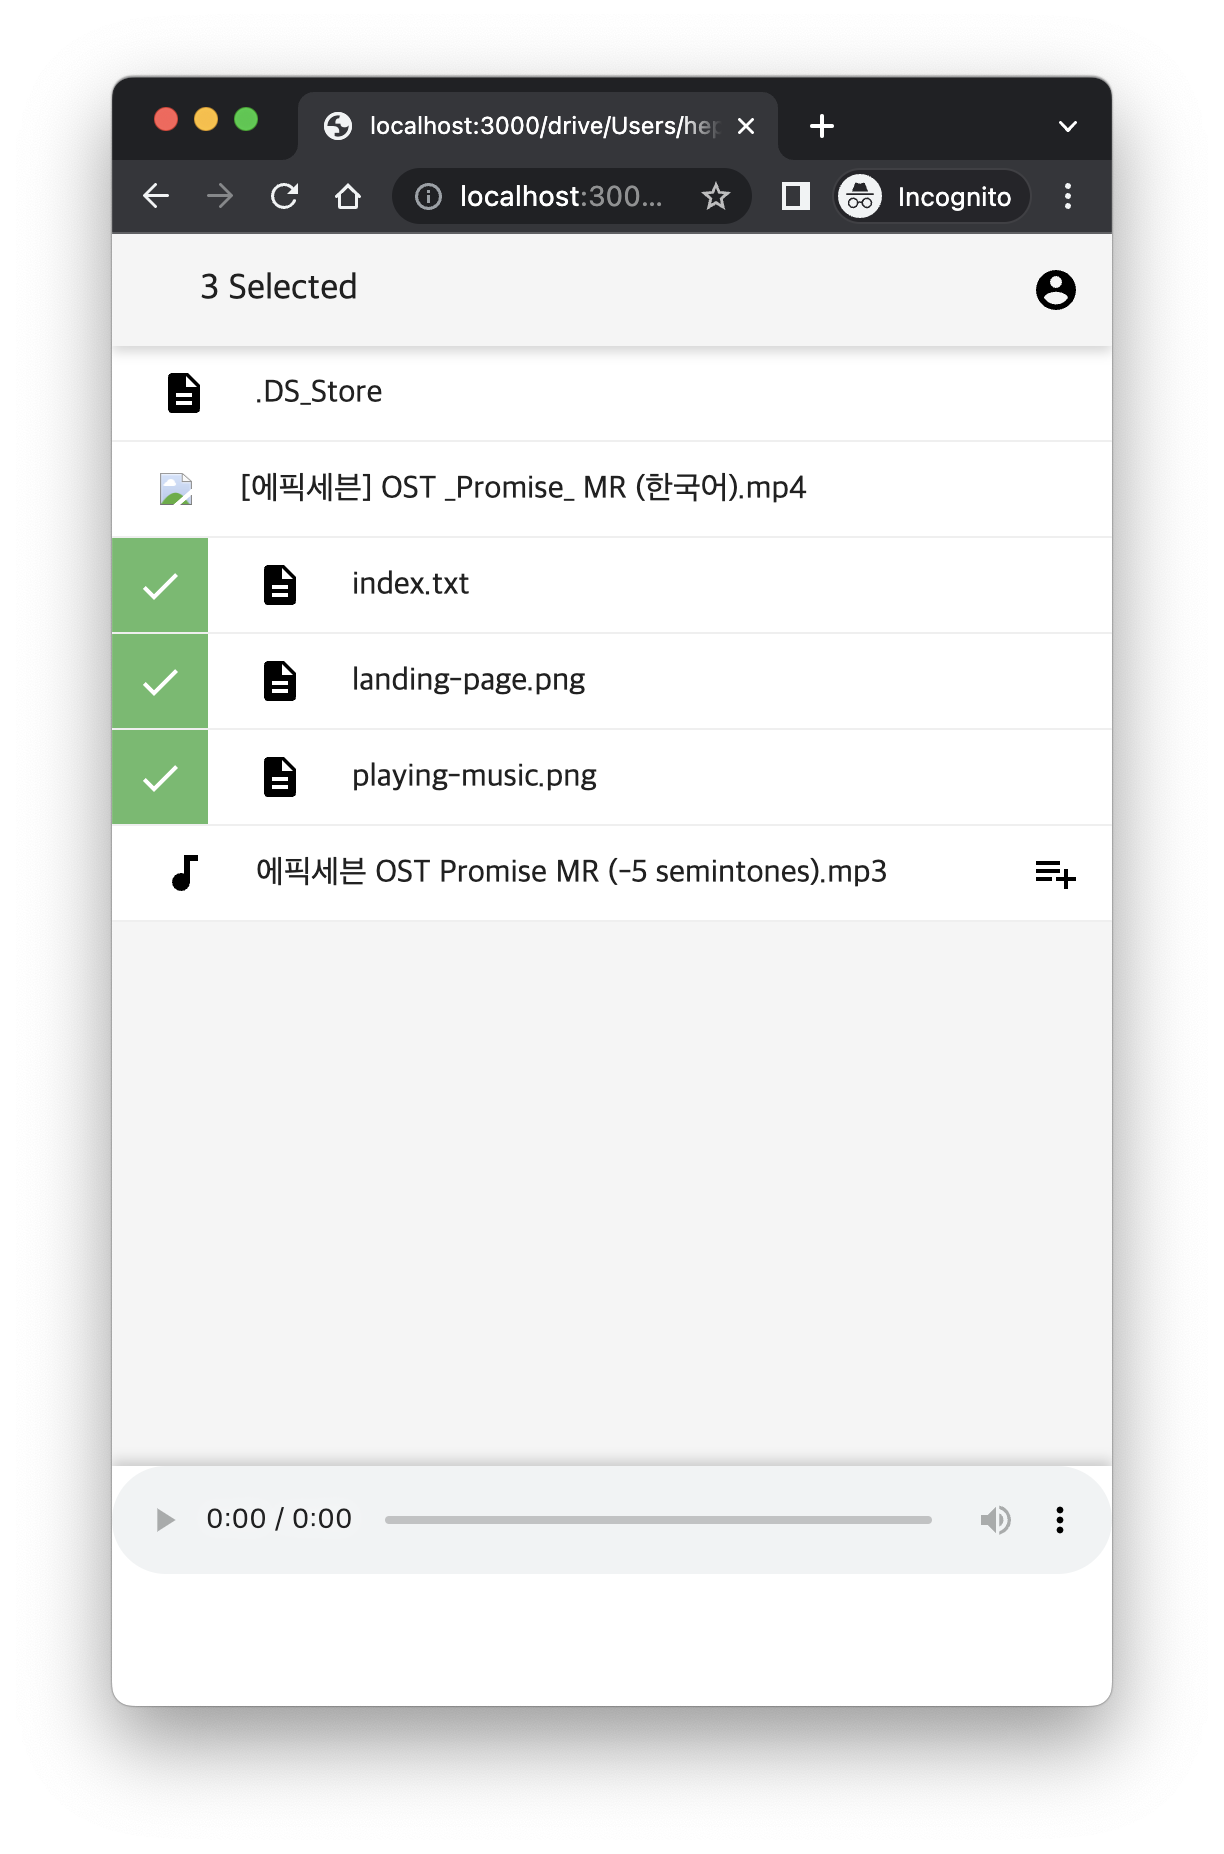 localhost:3000/drive/Users/hep
localhost:300...
Incognito
3 Selected
.DS_Store
[에픽세븐] OST _Promise_ MR (한국어).mp4
index.txt
landing-page.png
playing-music.png
에픽세븐 OST Promise MR (-5 semintones).mp3
0:00 / 0:00